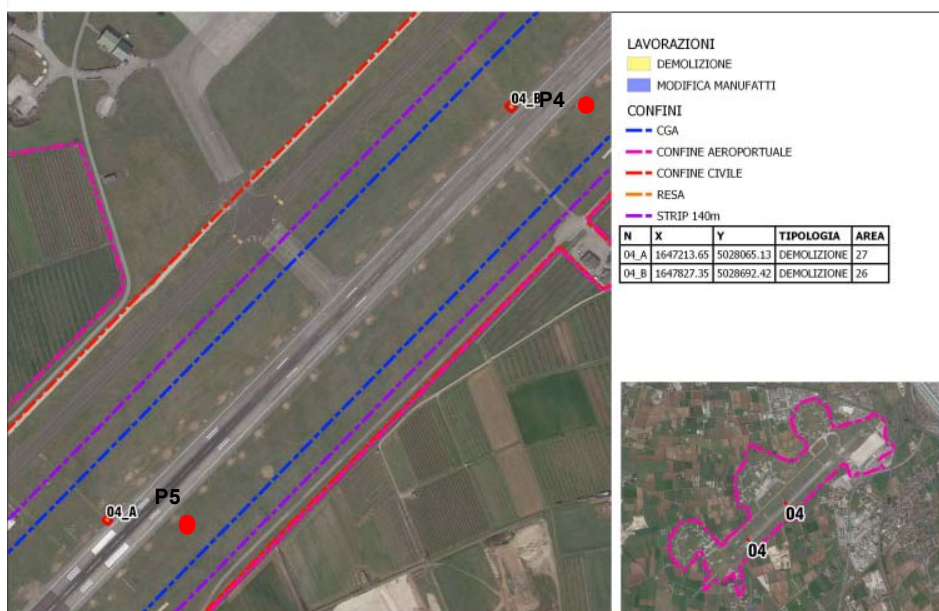 04_B
P4
P5
04_A
LAVORAZIONI
DEMOLIZIONE
MODIFICA MANUFATTI
CONFINI
CGA
CONFINE AEROPORTUALE
CONFINE CIVILE
RESA
STRIP 140m
N X Y TIPOLOGIA AREA
04_A 1647213.65 5028065.13 DEMOLIZIONE 27
04_B 1647827.35 5028692.42 DEMOLIZIONE 26
04
04